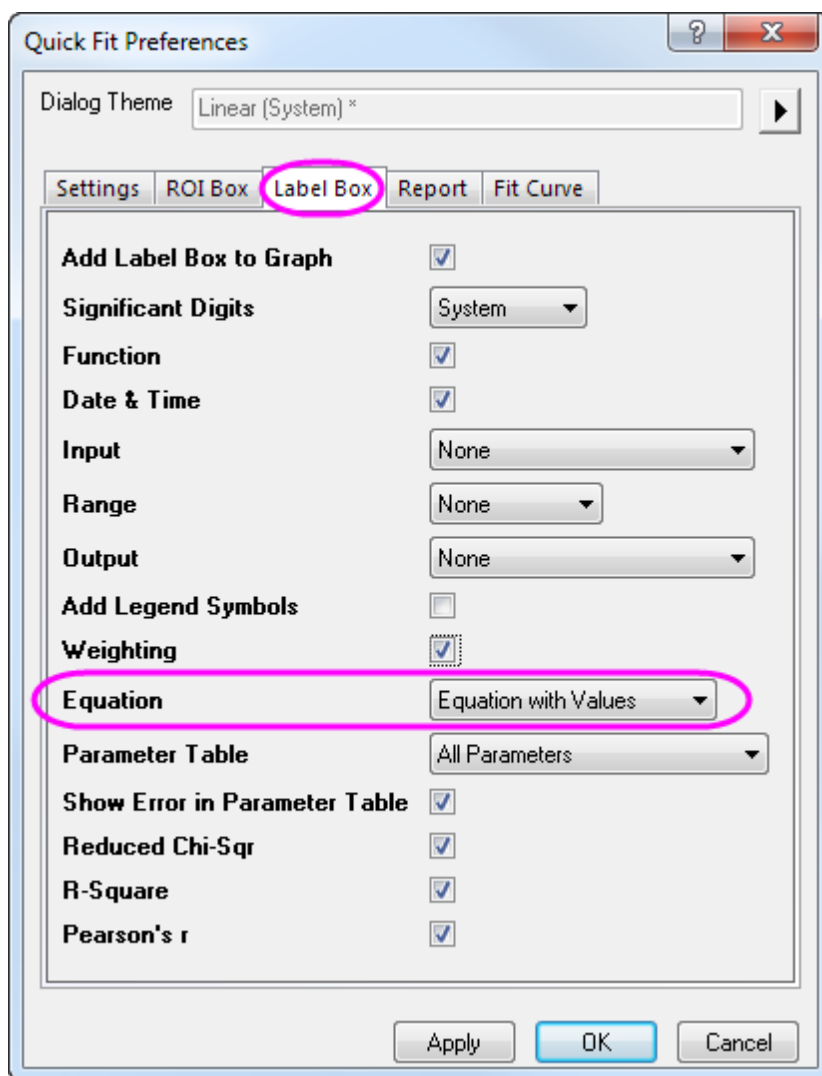 Quick Fit Preferences
?
Dialog Theme Linear (System) *
Settings ROI Box Label Box Report Fit Curve
Add Label Box to Graph
Significant Digits System
Function
Date & Time
Input None
Range None
Output None
Add Legend Symbols
Weighting
Equation Equation with Values
Parameter Table All Parameters
Show Error in Parameter Table
Reduced Chi-Sqr
R-Square
Pearson's r
Apply OK Cancel